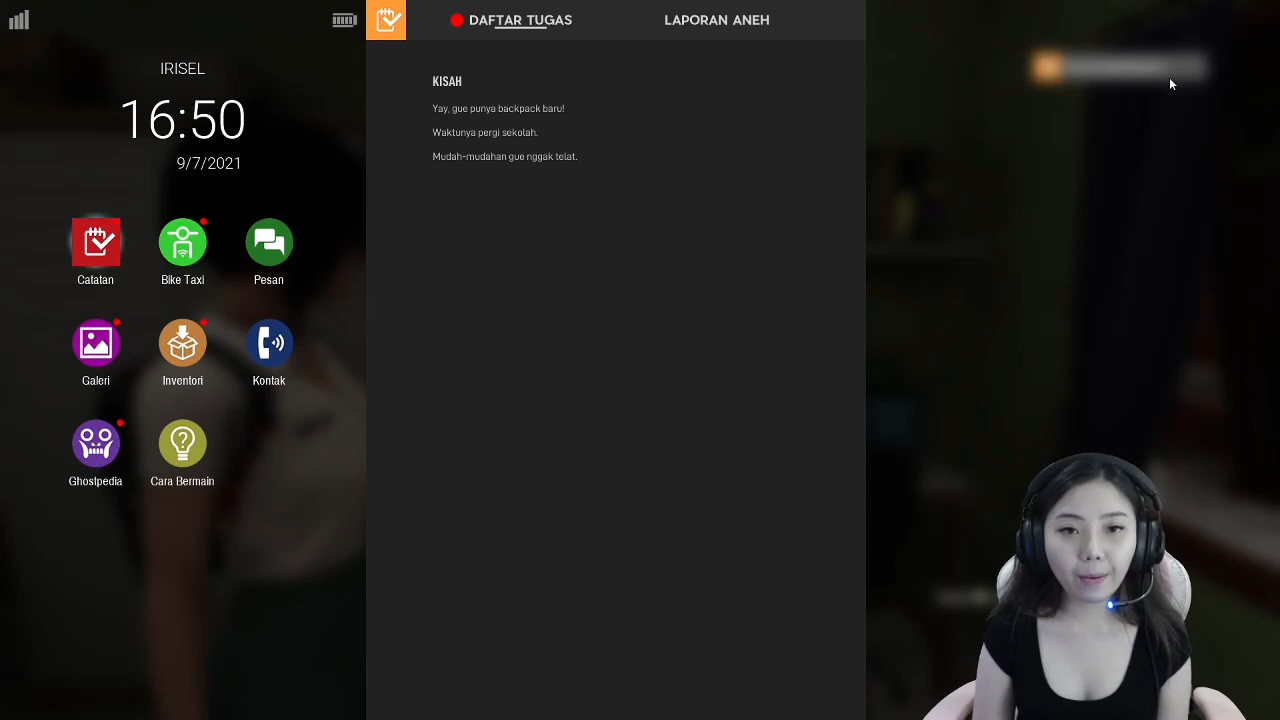 IRISEL
16:50
9/7/2021
Catatan
Bike Taxi
Pesan
Galeri
Inventori
Kontak
Ghostpedia
Cara Bermain
DAFTAR TUGAS
LAPORAN ANEH
KISAH
Yay, gue punya backpack baru!
Waktunya pergi sekolah.
Mudah-mudahan gue nggak telat.